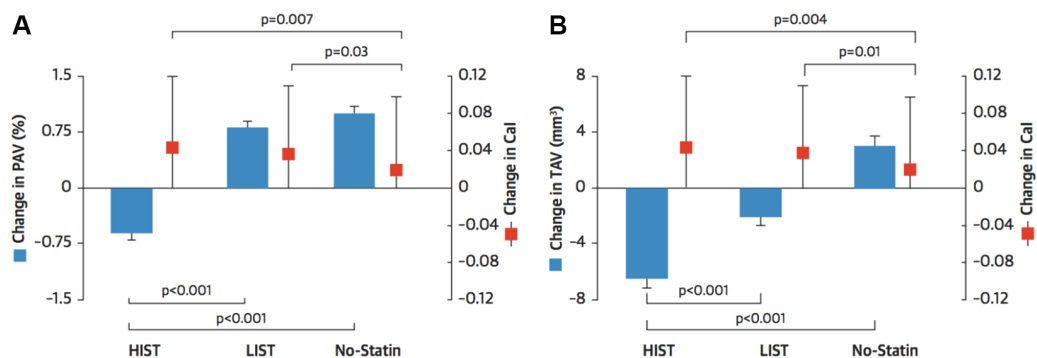 A
p=0.007
p=0.03
1.5
0.75
0
−0.75
−1.5
Change in PAV (%)
0.12
0.08
0.04
0
−0.04
−0.08
−0.12
Change in Cal
p<0.001
p<0.001
HIST
LIST
No-Statin
B
p=0.004
p=0.01
8
4
0
−4
−8
Change in TAV (mm³)
0.12
0.08
0.04
0
−0.04
−0.08
−0.12
Change in Cal
p<0.001
p<0.001
HIST
LIST
No-Statin